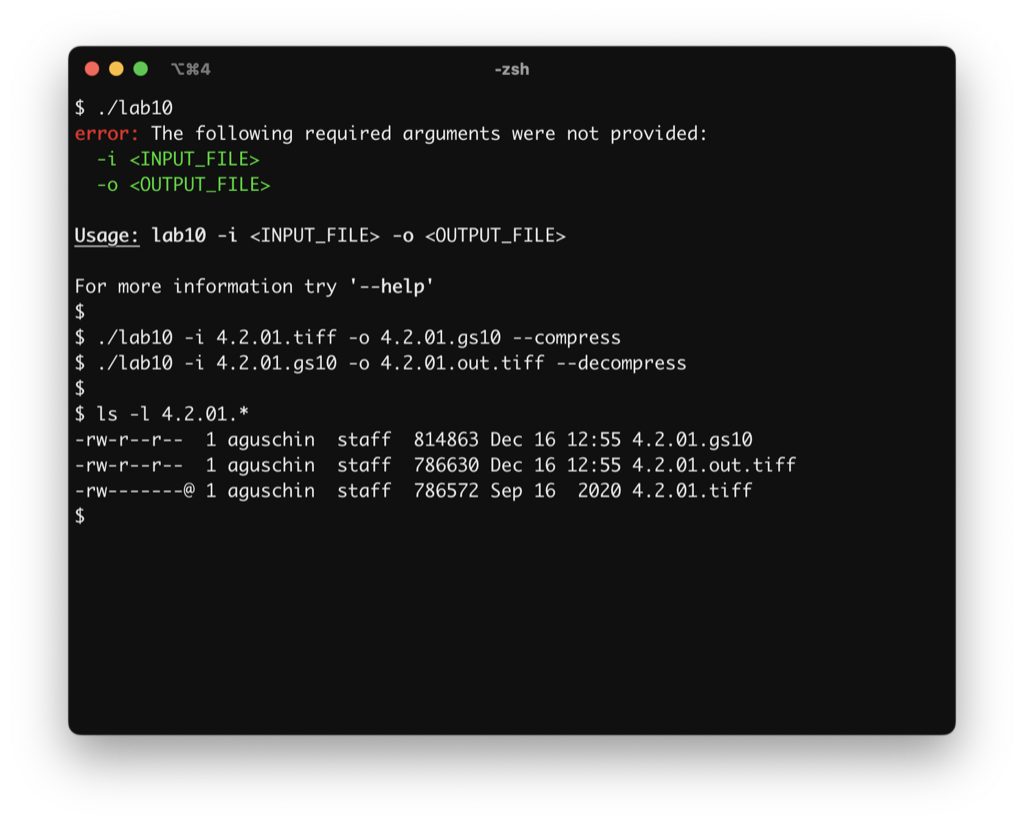 ⌥⌘4 -zsh
$ ./lab10
error: The following required arguments were not provided:
  -i <INPUT_FILE>
  -o <OUTPUT_FILE>

Usage: lab10 -i <INPUT_FILE> -o <OUTPUT_FILE>

For more information try '--help'
$
$ ./lab10 -i 4.2.01.tiff -o 4.2.01.gs10 --compress
$ ./lab10 -i 4.2.01.gs10 -o 4.2.01.out.tiff --decompress
$
$ ls -l 4.2.01.*
-rw-r--r--  1 aguschin  staff  814863 Dec 16 12:55 4.2.01.gs10
-rw-r--r--  1 aguschin  staff  786630 Dec 16 12:55 4.2.01.out.tiff
-rw-------@ 1 aguschin  staff  786572 Sep 16  2020 4.2.01.tiff
$